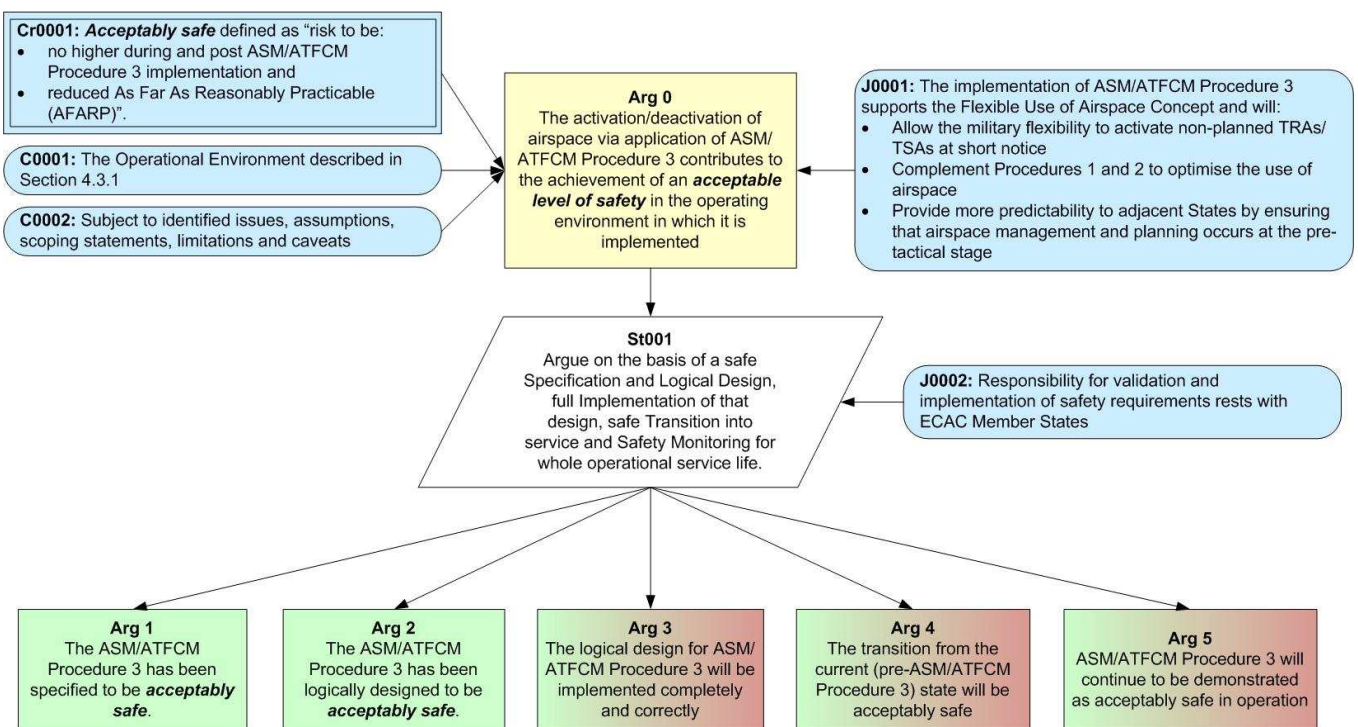 Cr0001: Acceptably safe defined as “risk to be:
• no higher during and post ASM/ATFCM
Procedure 3 implementation and
• reduced As Far As Reasonably Practicable
(AFARP)”.
C0001: The Operational Environment described in
Section 4.3.1
C0002: Subject to identified issues, assumptions,
scoping statements, limitations and caveats
Arg 0
The activation/deactivation of
airspace via application of ASM/
ATFCM Procedure 3 contributes to
the achievement of an acceptable
level of safety in the operating
environment in which it is
implemented
J0001: The implementation of ASM/ATFCM Procedure 3
supports the Flexible Use of Airspace Concept and will:
• Allow the military flexibility to activate non-planned TRAs/
TSAs at short notice
• Complement Procedures 1 and 2 to optimise the use of
airspace
• Provide more predictability to adjacent States by ensuring
that airspace management and planning occurs at the pre-
tactical stage
St001
Argue on the basis of a safe
Specification and Logical Design,
full Implementation of that
design, safe Transition into
service and Safety Monitoring for
whole operational service life.
J0002: Responsibility for validation and
implementation of safety requirements rests with
ECAC Member States
Arg 1
The ASM/ATFCM
Procedure 3 has been
specified to be acceptably
safe.
Arg 2
The ASM/ATFCM
Procedure 3 has been
logically designed to be
acceptably safe.
Arg 3
The logical design for ASM/
ATFCM Procedure 3 will be
implemented completely
and correctly
Arg 4
The transition from the
current (pre-ASM/ATFCM
Procedure 3) state will be
acceptably safe
Arg 5
ASM/ATFCM Procedure 3 will
continue to be demonstrated
as acceptably safe in operation